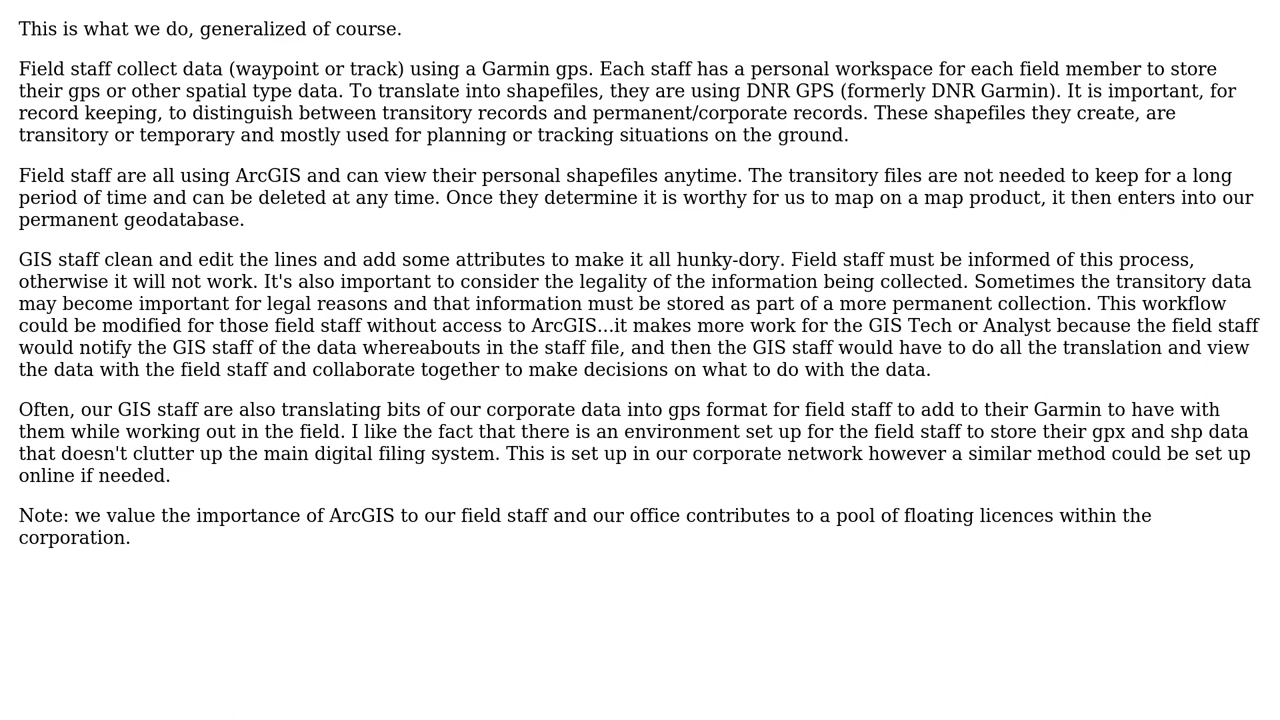 This is what we do, generalized of course.
Field staff collect data (waypoint or track) using a Garmin gps. Each staff has a personal workspace for each field member to store
their gps or other spatial type data. To translate into shapefiles, they are using DNR GPS (formerly DNR Garmin). It is important, for
record keeping, to distinguish between transitory records and permanent/corporate records. These shapefiles they create, are
transitory or temporary and mostly used for planning or tracking situations on the ground.
Field staff are all using ArcGIS and can view their personal shapefiles anytime. The transitory files are not needed to keep for a long
period of time and can be deleted at any time. Once they determine it is worthy for us to map on a map product, it then enters into our
permanent geodatabase.
GIS staff clean and edit the lines and add some attributes to make it all hunky-dory. Field staff must be informed of this process,
otherwise it will not work. It's also important to consider the legality of the information being collected. Sometimes the transitory data
may become important for legal reasons and that information must be stored as part of a more permanent collection. This workflow
could be modified for those field staff without access to ArcGIS...it makes more work for the GIS Tech or Analyst because the field staff
would notify the GIS staff of the data whereabouts in the staff file, and then the GIS staff would have to do all the translation and view
the data with the field staff and collaborate together to make decisions on what to do with the data.
Often, our GIS staff are also translating bits of our corporate data into gps format for field staff to add to their Garmin to have with
them while working out in the field. I like the fact that there is an environment set up for the field staff to store their gpx and shp data
that doesn't clutter up the main digital filing system. This is set up in our corporate network however a similar method could be set up
online if needed.
Note: we value the importance of ArcGIS to our field staff and our office contributes to a pool of floating licences within the
corporation.